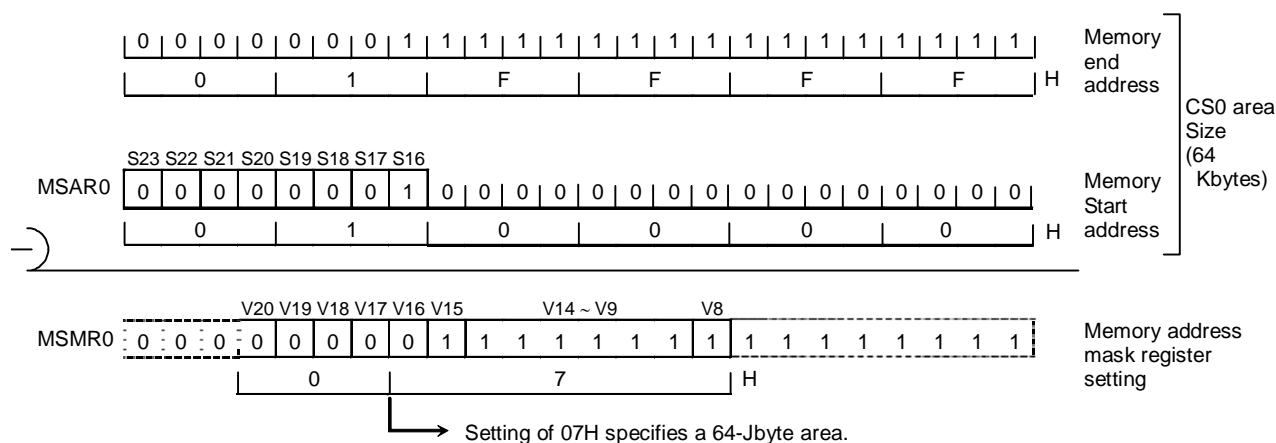 0 0 0 0 0 0 0 1 1 1 1 1 1 1 1 1 1 1 1 1 1 1 1 1
0 1 F F F F H
Memory
end
address
CS0 area
Size
(64
Kbytes)
S23 S22 S21 S20 S19 S18 S17 S16
MSAR0 0 0 0 0 0 0 0 1 0 0 0 0 0 0 0 0 0 0 0 0 0 0 0 0
0 1 0 0 0 0 H
Memory
Start
address
V20 V19 V18 V17 V16 V15 V14 ~ V9 V8
MSMR0 0 0 0 0 0 0 0 0 1 1 1 1 1 1 1 1 1 1 1 1 1 1 1 1
0 7 H
Memory address
mask register
setting
Setting of 07H specifies a 64-Jbyte area.